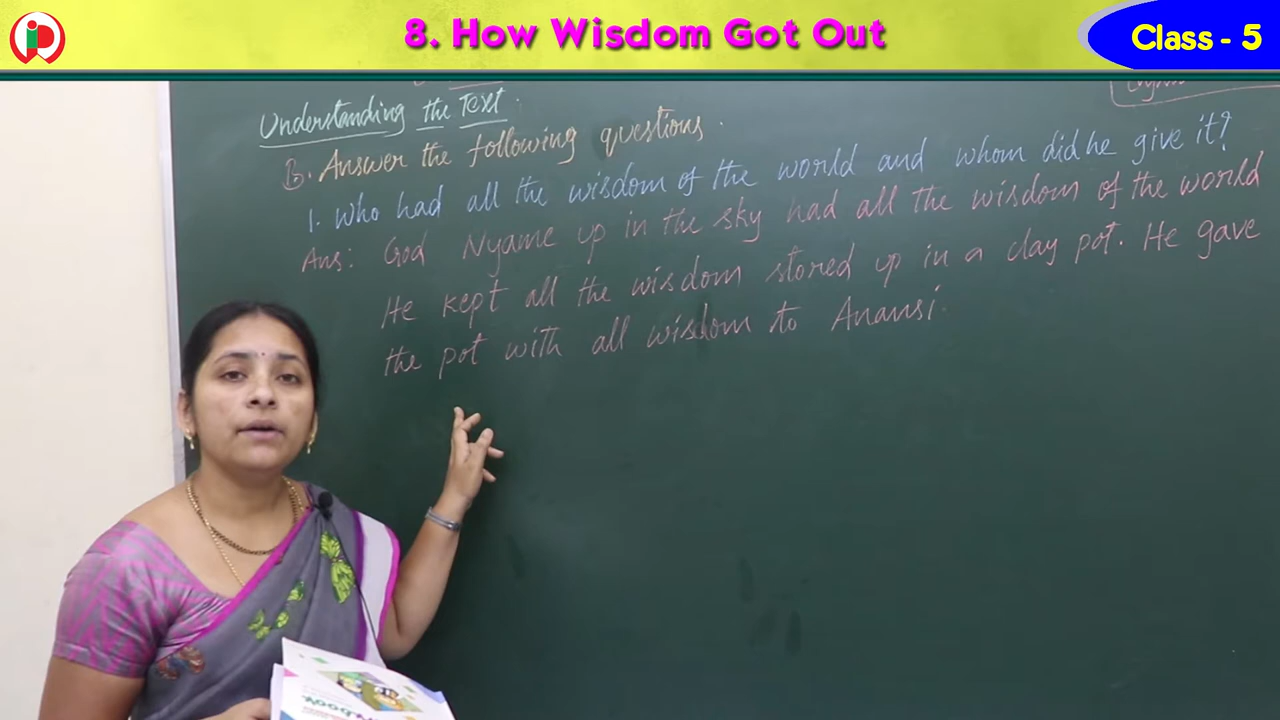 8. How Wisdom Got Out
Class - 5
Understanding the Text.
B. Answer the following questions.
1. Who had all the wisdom of the world and whom did he give it?
Ans: God Nyame up in the sky had all the wisdom of the world
He kept all the wisdom stored up in a clay pot. He gave
the pot with all wisdom to Anansi.